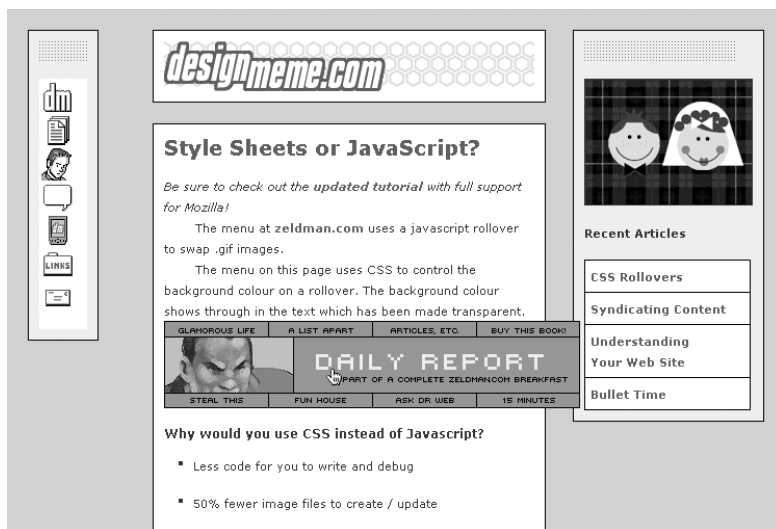 dm
LINKS
designmeme.com
Style Sheets or JavaScript?
Be sure to check out the updated tutorial with full support
for Mozilla!
The menu at zeldman.com uses a javascript rollover
to swap .gif images.
The menu on this page uses CSS to control the
background colour on a rollover. The background colour
shows through in the text which has been made transparent.
GLAMOROUS LIFE A LIST APART ARTICLES, ETC. BUY THIS BOOK!
DAILY REPORT
PART OF A COMPLETE ZELDMAN.COM BREAKFAST
STEAL THIS FUN HOUSE ASK DR WEB 15 MINUTES
Why would you use CSS instead of Javascript?
Less code for you to write and debug
50% fewer image files to create / update
Recent Articles
CSS Rollovers
Syndicating Content
Understanding
Your Web Site
Bullet Time